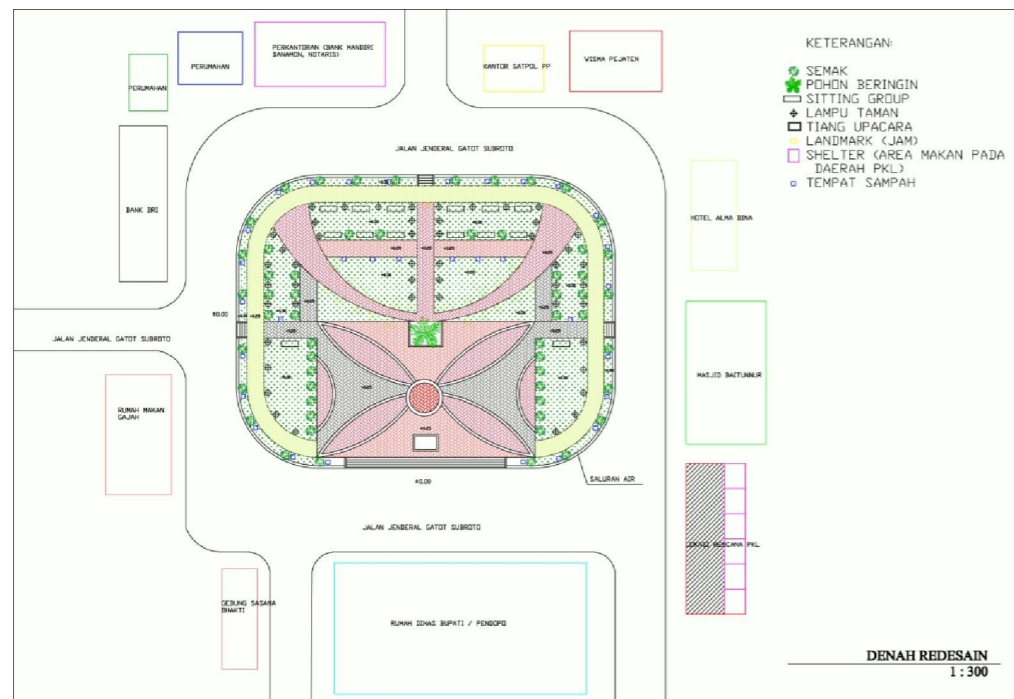 PERKANTORAN (BANK MANDIRI
DANAMON, NOTARIS)
PERUMAHAN
PERUMAHAN
KANTOR SATPOL PP
WISMA PEJATEN
KETERANGAN:
SEMAK
POHON BERINGIN
SITTING GROUP
LAMPU TAMAN
TIANG UPACARA
LANDMARK (JAM)
SHELTER (AREA MAKAN PADA
DAERAH PKL)
TEMPAT SAMPAH
JALAN JENDERAL GATOT SUBROTO
BANK BRI
HOTEL ALMA DINA
±0.00
JALAN JENDERAL GATOT SUBROTO
MASJID BAITUNNUR
RUMAH MAKAN
GAJAH
SALURAN AIR
±0.00
JALAN JENDERAL GATOT SUBROTO
LOKASI RENCANA PKL
GEDUNG SASANA
BHAKTI
RUMAH DINAS BUPATI / PENDOPO
DENAH REDESAIN
1 : 300